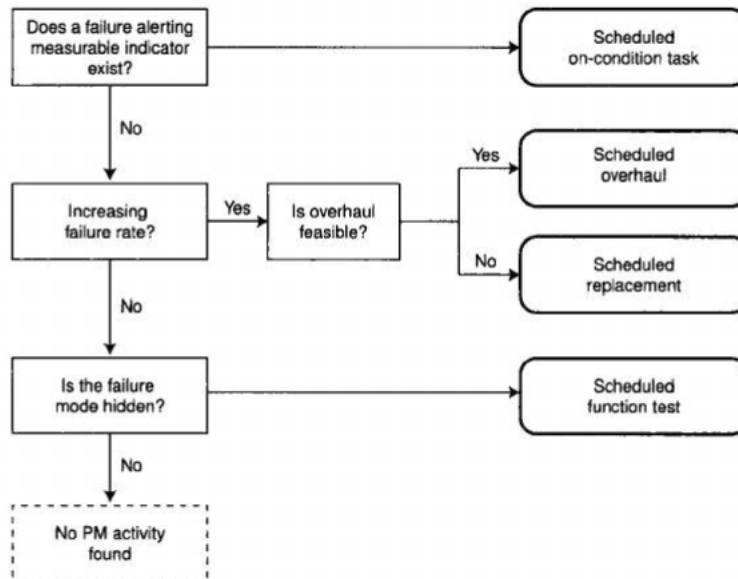 Does a failure alerting
measurable indicator
exist?
Scheduled
on-condition task
No
Yes
Scheduled
overhaul
Increasing
failure rate?
Yes
Is overhaul
feasible?
No
Scheduled
replacement
No
Is the failure
mode hidden?
Scheduled
function test
No
No PM activity
found